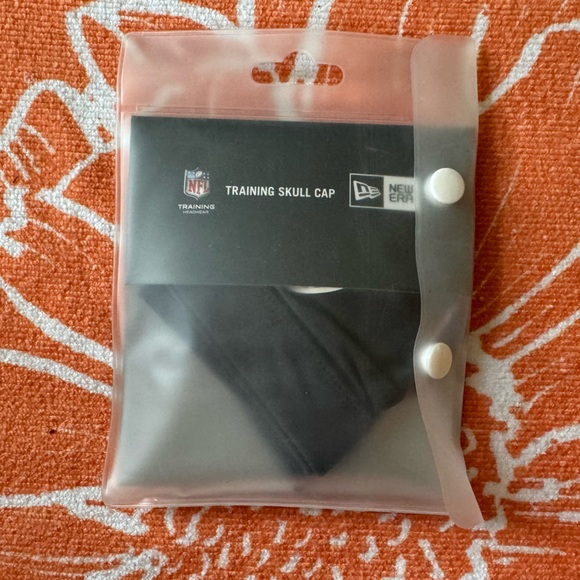 NFL
TRAINING
HEADWEAR
TRAINING SKULL CAP
NEW
ERA